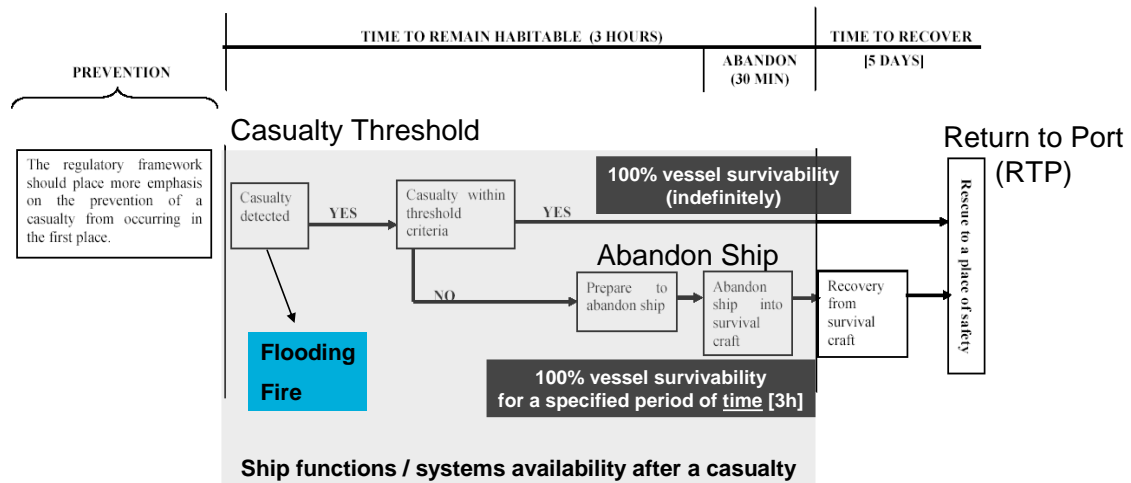 TIME TO REMAIN HABITABLE (3 HOURS)
TIME TO RECOVER
PREVENTION
ABANDON
(30 MIN)
[5 DAYS]
Casualty Threshold
Return to Port
(RTP)
The regulatory framework
should place more emphasis
on the prevention of a
casualty from occurring in
the first place.
Casualty
detected
YES
Casualty within
threshold
criteria
YES
100% vessel survivability
(indefinitely)
Rescue to a place of safety
Abandon Ship
NO
Prepare to
abandon ship
Abandon
ship into
survival
craft
Recovery
from
survival
craft
Flooding
Fire
100% vessel survivability
for a specified period of time [3h]
Ship functions / systems availability after a casualty